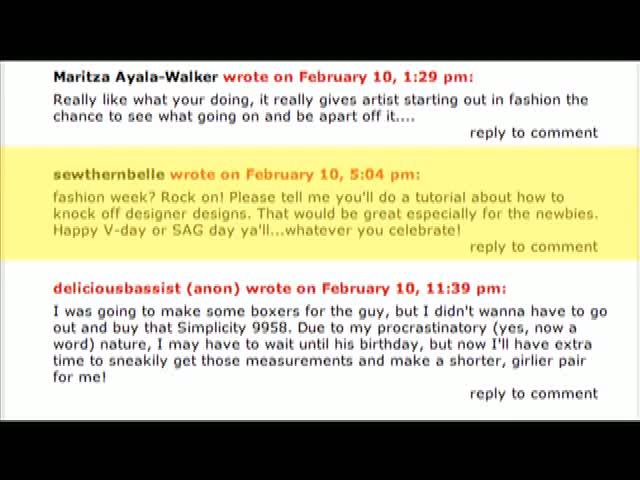 Maritza Ayala-Walker wrote on February 10, 1:29 pm:
Really like what your doing, it really gives artist starting out in fashion the
chance to see what going on and be apart off it....
reply to comment
sewthernbelle wrote on February 10, 5:04 pm:
fashion week? Rock on! Please tell me you'll do a tutorial about how to
knock off designer designs. That would be great especially for the newbies.
Happy V-day or SAG day ya'll...whatever you celebrate!
reply to comment
deliciousbassist (anon) wrote on February 10, 11:39 pm:
I was going to make some boxers for the guy, but I didn't wanna have to go
out and buy that Simplicity 9958. Due to my procrastinatory (yes, now a
word) nature, I may have to wait until his birthday, but now I'll have extra
time to sneakily get those measurements and make a shorter, girlier pair
for me!
reply to comment